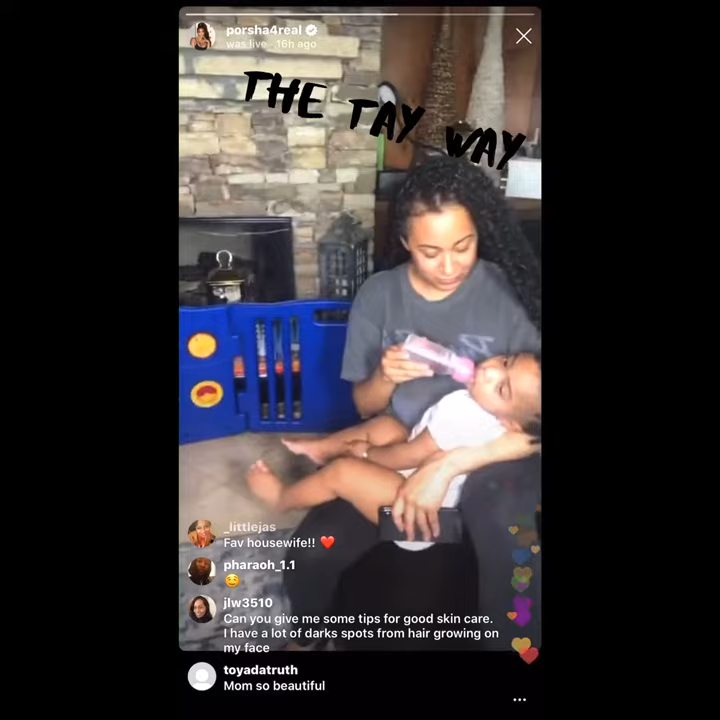 porsha4real
was live · 16h ago
THE TAY WAY
_littlejas
Fav housewife!! ❤️
pharaoh_1.1
☺️
jlw3510
Can you give me some tips for good skin care.
I have a lot of darks spots from hair growing on
my face
toyadatruth
Mom so beautiful